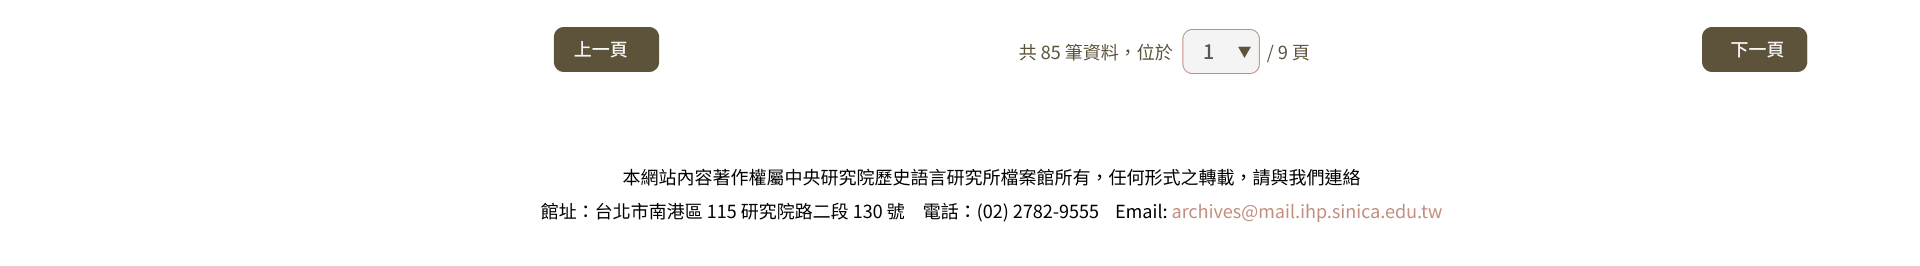 上一頁 共 85 筆資料，位於 1 ▼ / 9 頁 下一頁
本網站內容著作權屬中央研究院歷史語言研究所檔案館所有，任何形式之轉載，請與我們連絡
館址：台北市南港區 115 研究院路二段 130 號 電話：(02) 2782-9555 Email: archives@mail.ihp.sinica.edu.tw